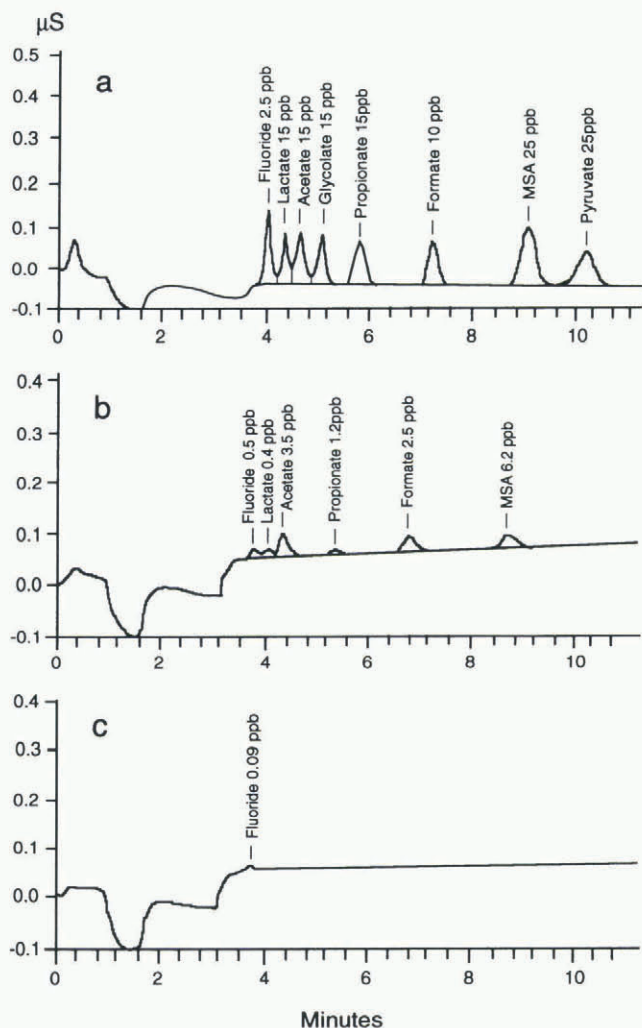 µS
0.5
a
0.4
0.3
0.2
0.1
0.0
-0.1
Fluoride 2.5 ppb
Lactate 15 ppb
Acetate 15 ppb
Glycolate 15 ppb
Propionate 15ppb
Formate 10 ppb
MSA 25 ppb
Pyruvate 25ppb
0 2 4 6 8 10
0.4
b
0.3
0.2
0.1
0.0
-0.1
Fluoride 0.5 ppb
Lactate 0.4 ppb
Acetate 3.5 ppb
Propionate 1.2ppb
Formate 2.5 ppb
MSA 6.2 ppb
0 2 4 6 8 10
0.4
c
0.3
0.2
0.1
0.0
-0.1
Fluoride 0.09 ppb
0 2 4 6 8 10
Minutes